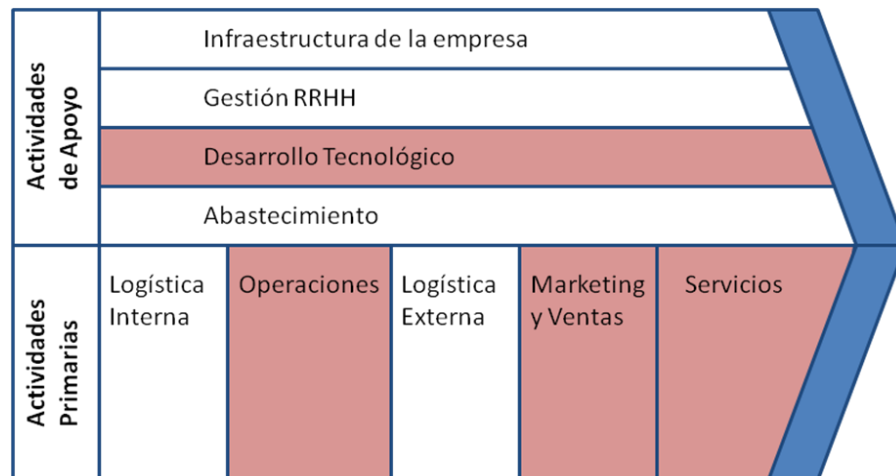 Actividades
de Apoyo
Infraestructura de la empresa
Gestión RRHH
Desarrollo Tecnológico
Abastecimiento
Actividades
Primarias
Logística
Interna
Operaciones
Logística
Externa
Marketing
y Ventas
Servicios